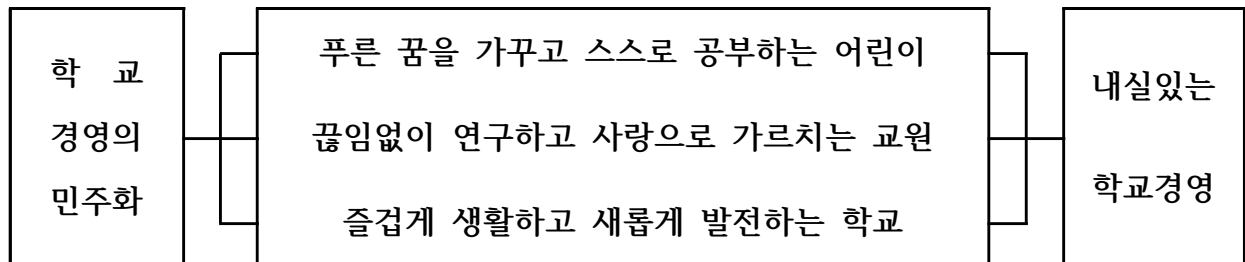 학 교
경영의
민주화
푸른 꿈을 가꾸고 스스로 공부하는 어린이
끊임없이 연구하고 사랑으로 가르치는 교원
즐겁게 생활하고 새롭게 발전하는 학교
내실있는
학교경영